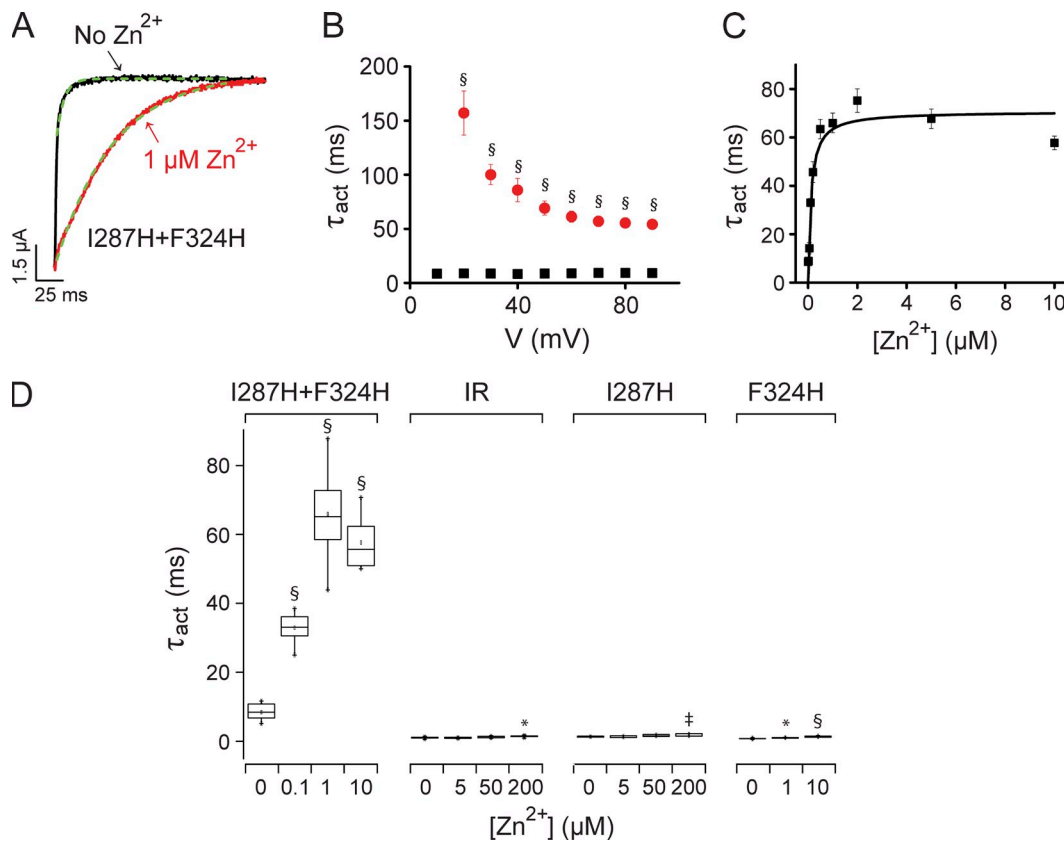 A
No Zn2+
1 µM Zn2+
I287H+F324H
1.5 µA
25 ms
B
200
150
100
50
0
τact (ms)
§
§
§
§
§
§
§
§
0
40
80
V (mV)
C
80
60
40
20
0
τact (ms)
0
2
4
6
8
10
[Zn2+] (µM)
D
I287H+F324H
IR
I287H
F324H
80
60
40
20
0
τact (ms)
§
§
§
*
‡
*
§
0 0.1 1 10
0 5 50 200
0 5 50 200
0 1 10
[Zn2+] (µM)